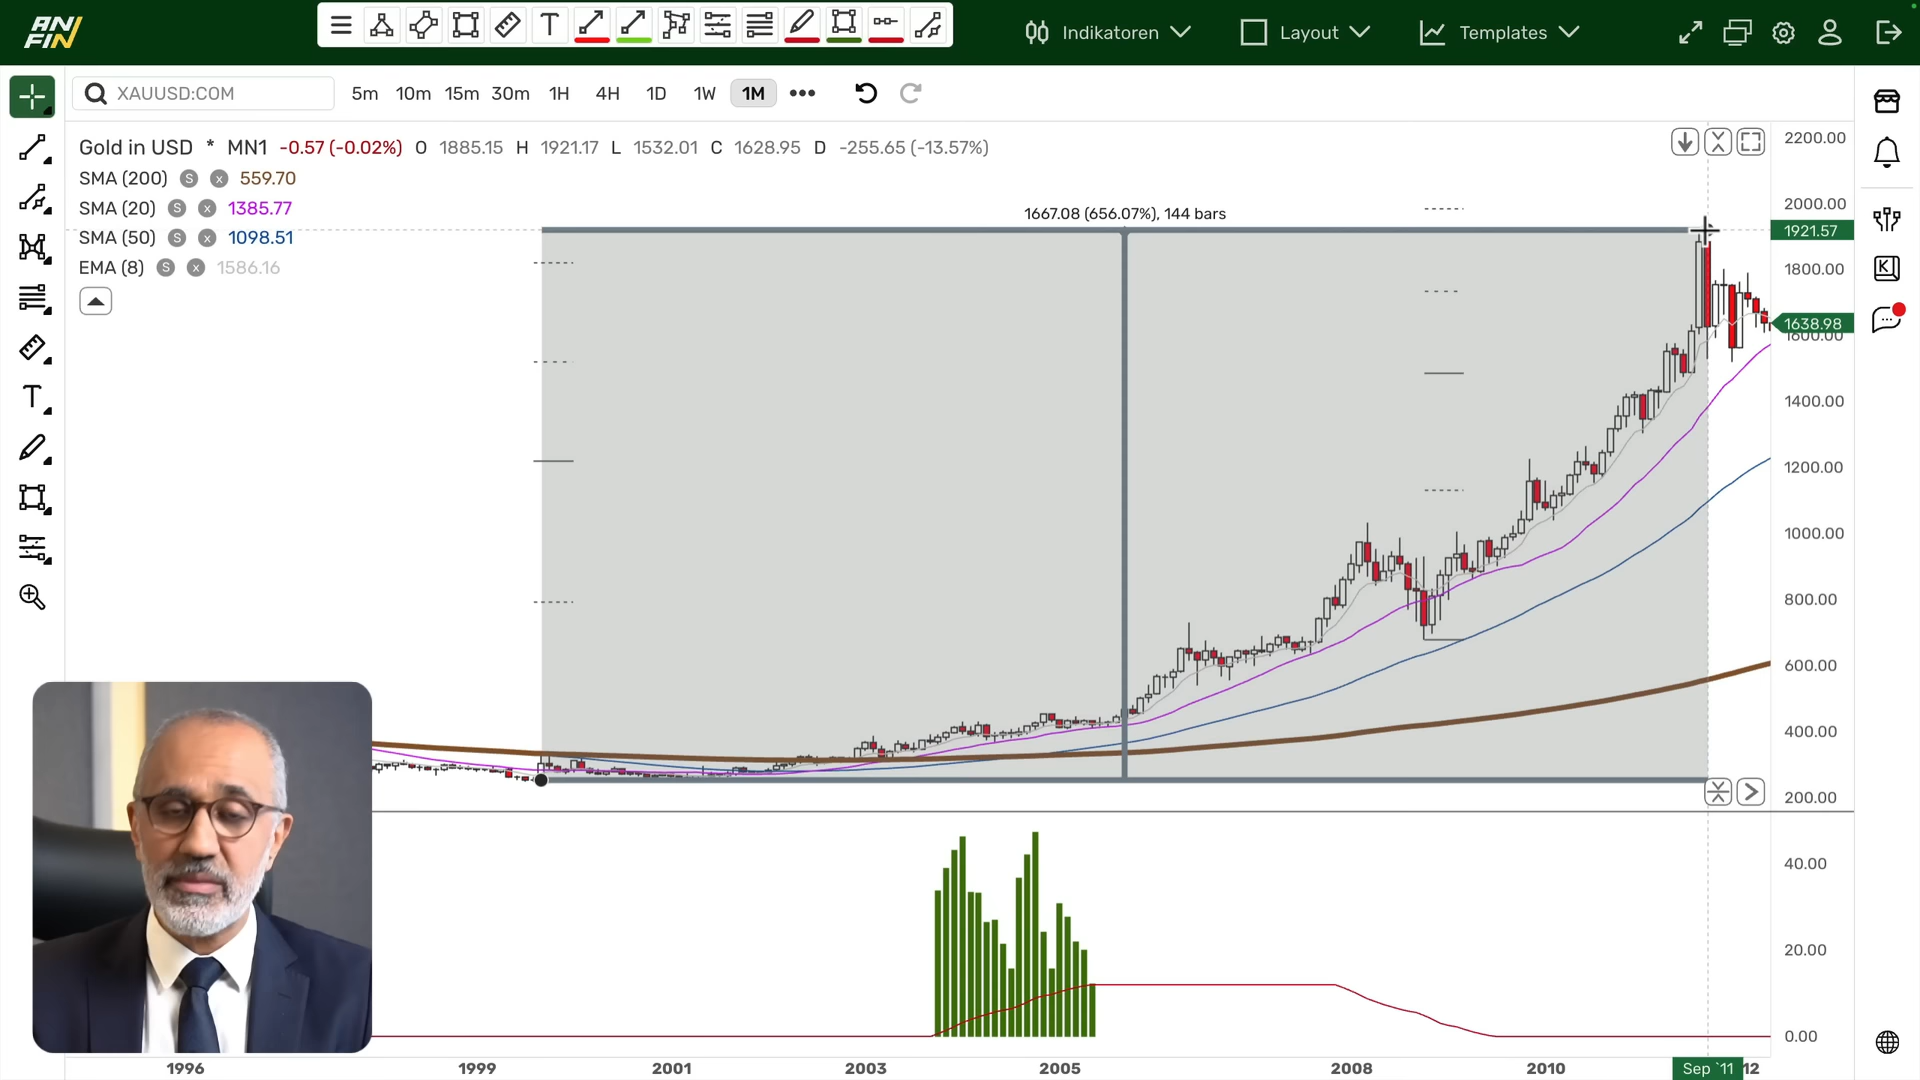 ANFIN
T
Indikatoren
Layout
Templates
XAUUSD:COM
5m 10m 15m 30m 1H 4H 1D 1W 1M
Gold in USD * MN1 -0.57 (-0.02%) O 1885.15 H 1921.17 L 1532.01 C 1628.95 D -255.65 (-13.57%)
SMA (200) S x 559.70
SMA (20) S x 1385.77
SMA (50) S x 1098.51
EMA (8) S x 1586.16
1667.08 (656.07%), 144 bars
2200.00
2000.00
1921.57
1800.00
1638.98
1600.00
1400.00
1200.00
1000.00
800.00
600.00
400.00
200.00
40.00
20.00
0.00
T
K
1996 1999 2001 2003 2005 2008 2010 Sep `11 12